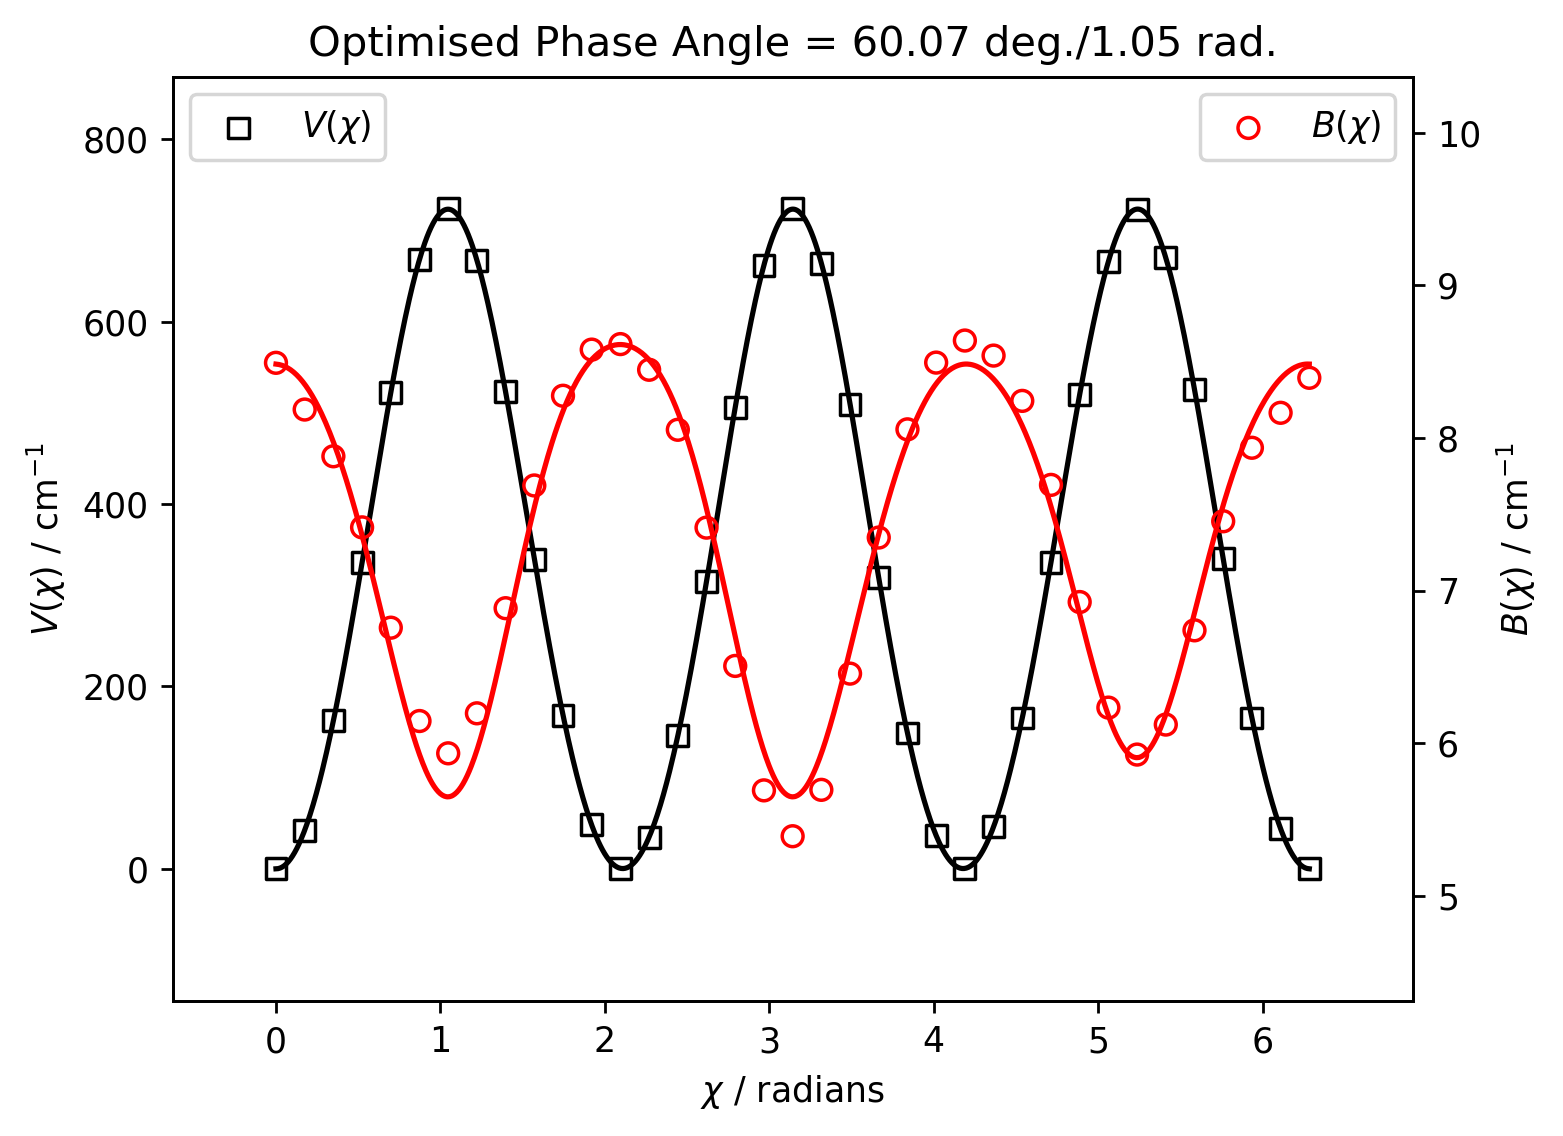 Optimised Phase Angle = 60.07 deg./1.05 rad.
V(χ)
B(χ)
800
600
400
200
0
V(χ) / cm⁻¹
10
9
8
7
6
5
B(χ) / cm⁻¹
0 1 2 3 4 5 6
χ / radians